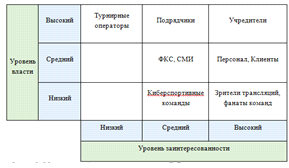 Высокий
Турнирные
операторы
Подрядчики
Учредители
Уровень
власти
Средний
ФКС, СМИ
Персонал, Клиенты
Низкий
Киберспортивные
команды
Зрители трансляций,
фанаты команд
Низкий
Средний
Высокий
Уровень заинтересованности